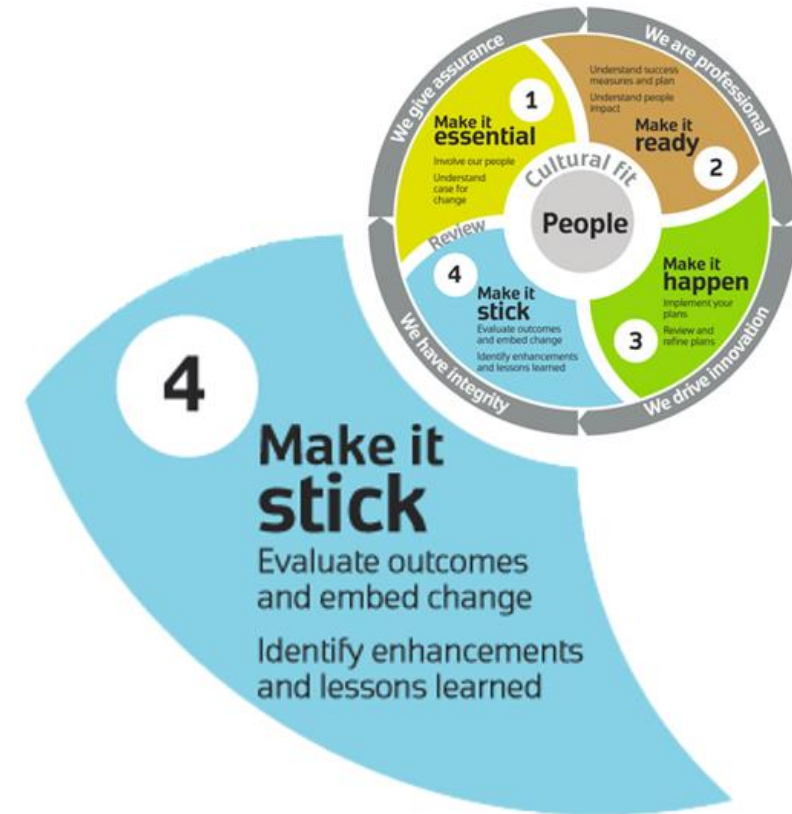 We give assurance
We are professional
We drive innovation
We have integrity
1
Make it
essential
Involve our people
Understand
case for
change
Understand success
measures and plan
Understand people
impact
Make it
ready
2
Cultural fit
People
Review
Make it
happen
Implement your
plans
Review and
refine plans
3
4
Make it
stick
Evaluate outcomes
and embed change
Identify enhancements
and lessons learned
4
Make it
stick
Evaluate outcomes
and embed change
Identify enhancements
and lessons learned